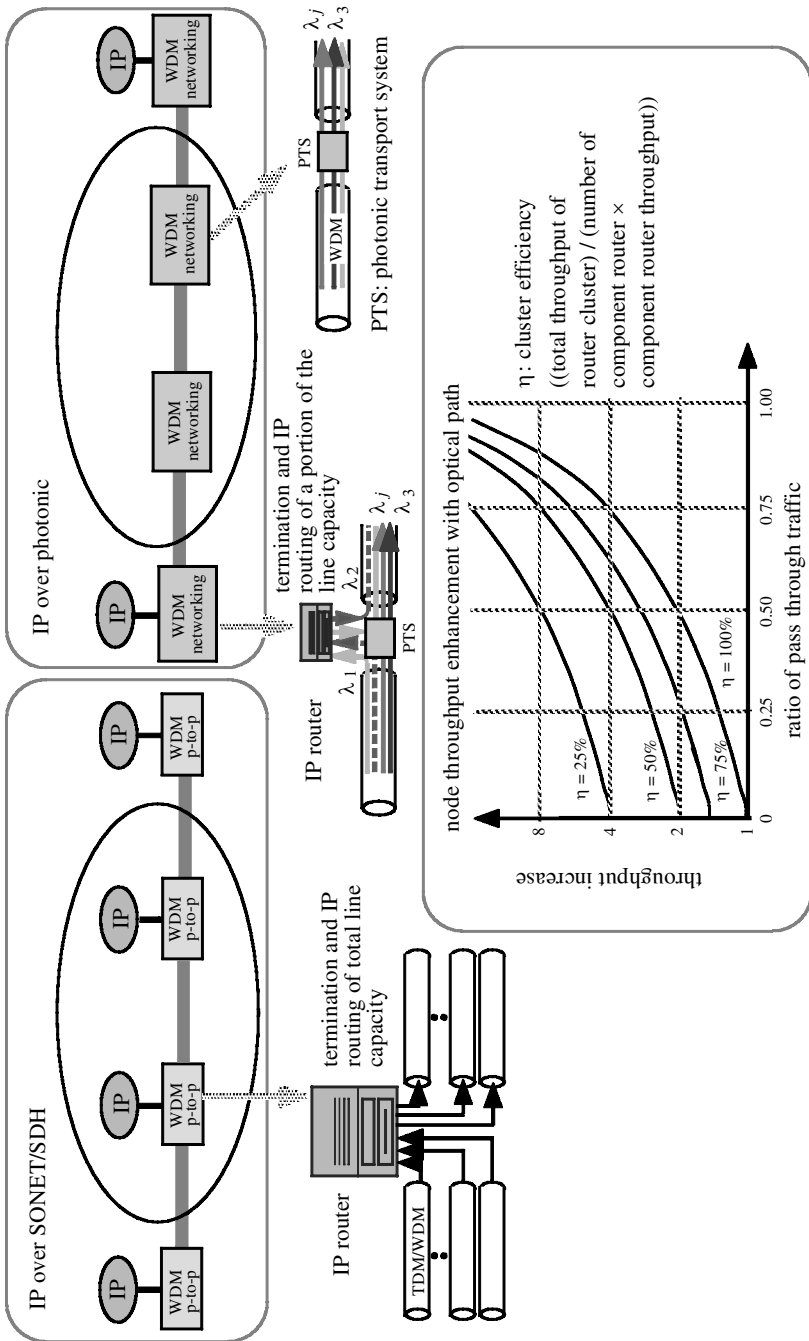 IP over SONET/SDH
IP
WDM
p-to-p
IP
WDM
p-to-p
IP
WDM
p-to-p
IP
WDM
p-to-p
IP router
termination and IP
routing of total line
capacity
TDM/WDM
IP over photonic
IP
WDM
networking
WDM
networking
WDM
networking
IP
WDM
networking
termination and IP
routing of a portion of the
line capacity
IP router
λ1
λ2
λj
λ3
PTS
PTS
WDM
λj
λ3
PTS: photonic transport system
node throughput enhancement with optical path
throughput increase
8
4
2
1
0
0.25
0.50
0.75
1.00
η = 25%
η = 50%
η = 75%
η = 100%
ratio of pass through traffic
η: cluster efficiency
((total throughput of
router cluster) / (number of
component router ×
component router throughput))